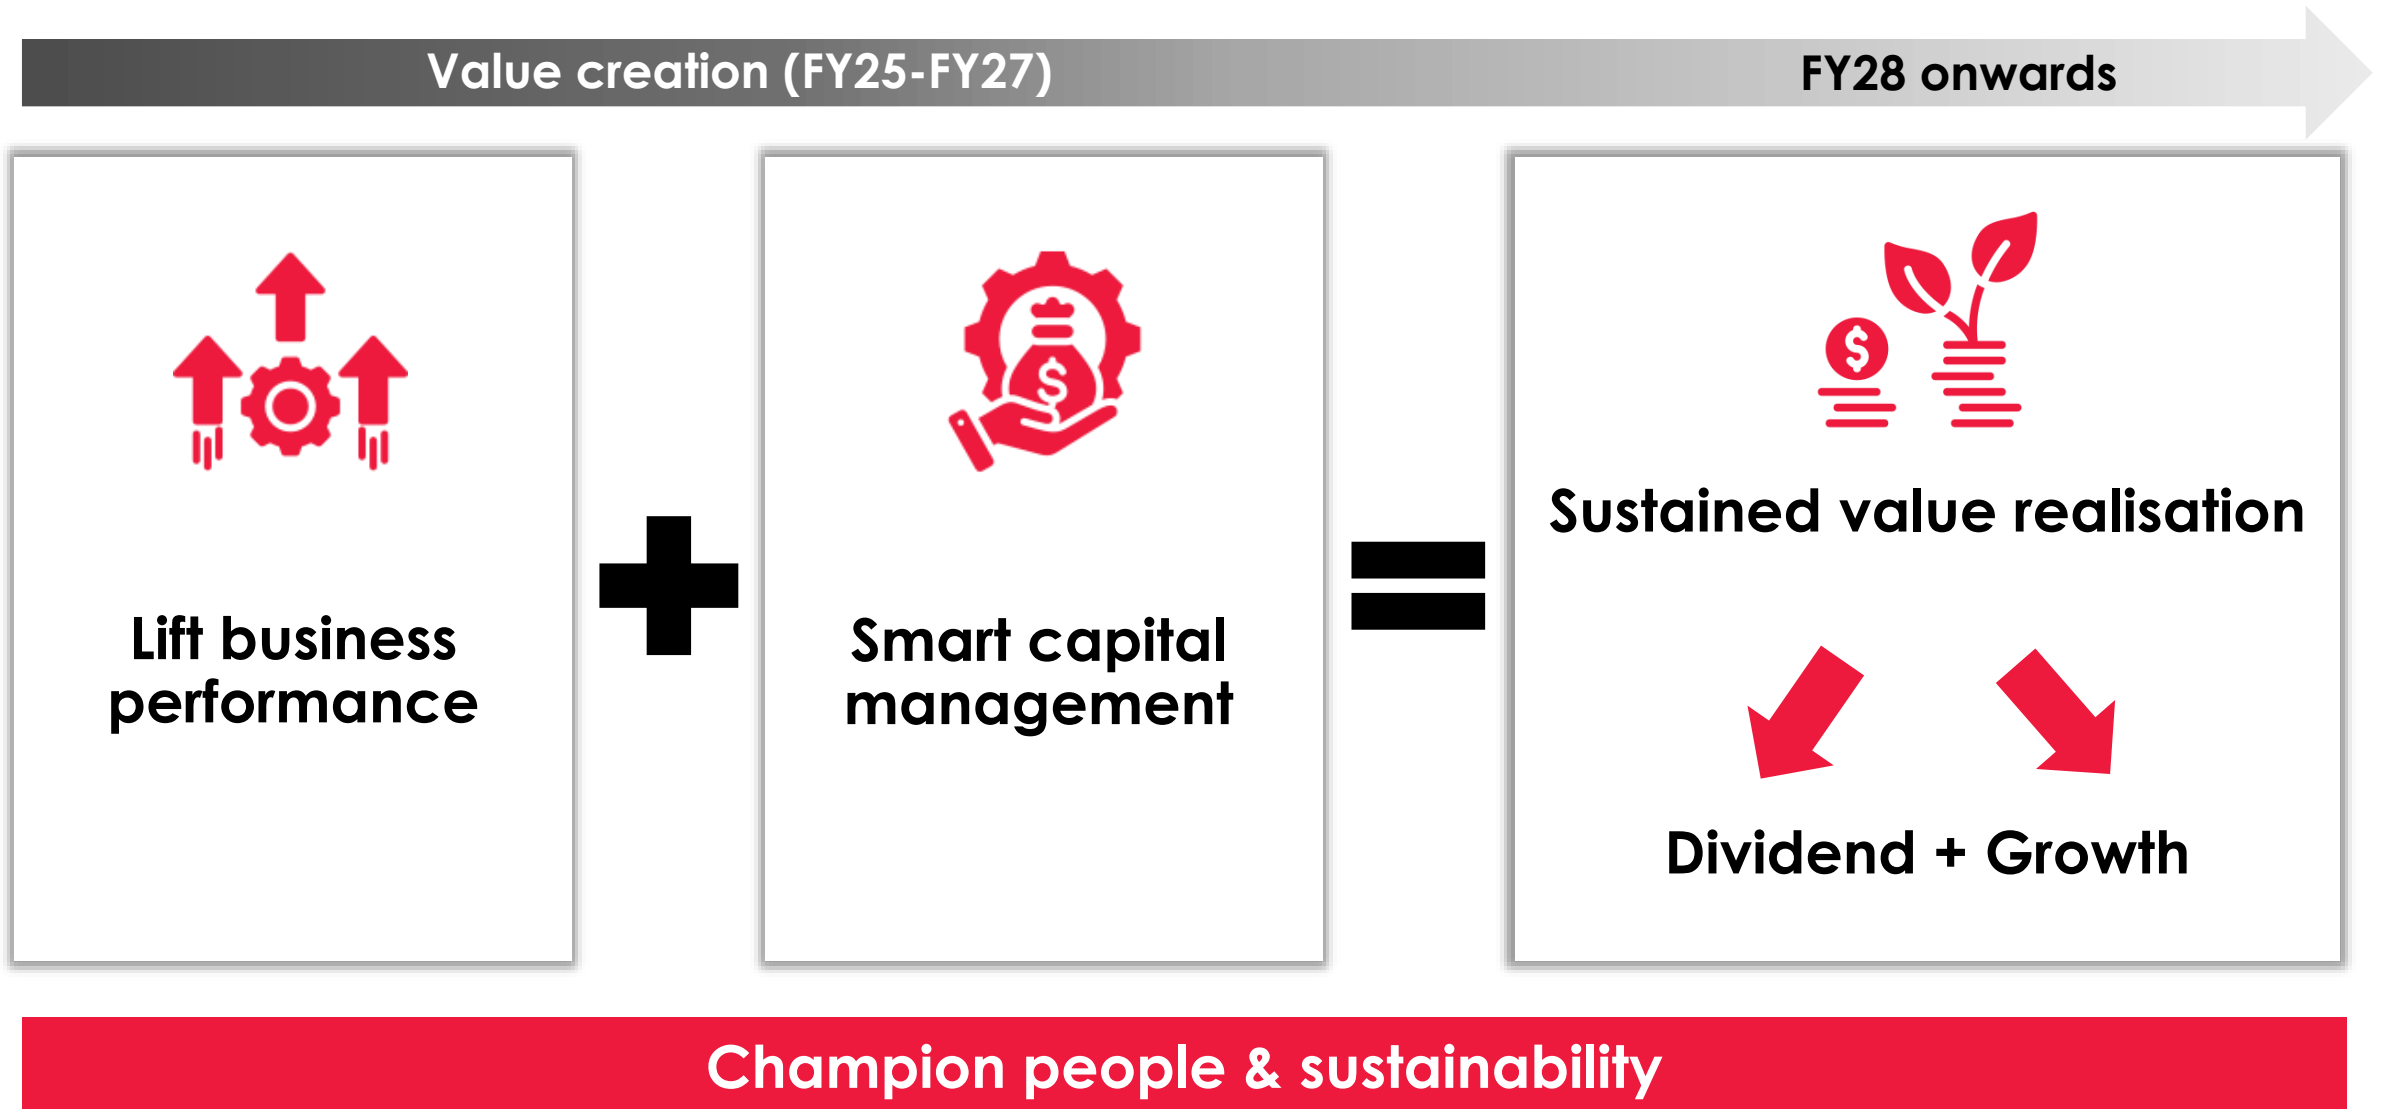 Value creation (FY25-FY27)
FY28 onwards
Lift business
performance
Smart capital
management
Sustained value realisation
Dividend + Growth
Champion people & sustainability